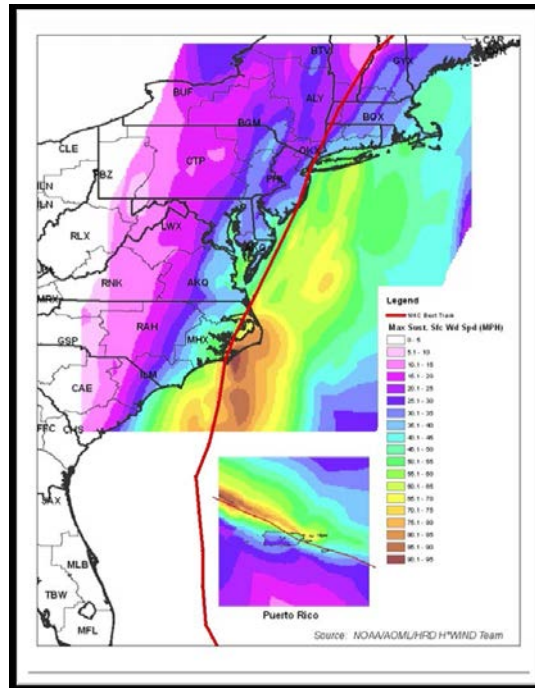 CAR
BTV
GYX
BUF
ALY
BOX
BGM
CLE
OKX
CTP
PBZ
PHI
ILN
ILN
LWX
RLX
RNK
AKQ
MRX
RAH
MHX
GSP
ILM
CAE
FFC
CHS
JAX
MLB
TBW
MFL
Legend
NHC Best Track
Max Sust. Sfc Wd Spd (MPH)
0 - 5
5.1 - 10
10.1 - 15
15.1 - 20
20.1 - 25
25.1 - 30
30.1 - 35
35.1 - 40
40.1 - 45
45.1 - 50
50.1 - 55
55.1 - 60
60.1 - 65
65.1 - 70
70.1 - 75
75.1 - 80
80.1 - 85
85.1 - 90
90.1 - 95
Puerto Rico
Source: NOAA/AOML/HRD H*WIND Team